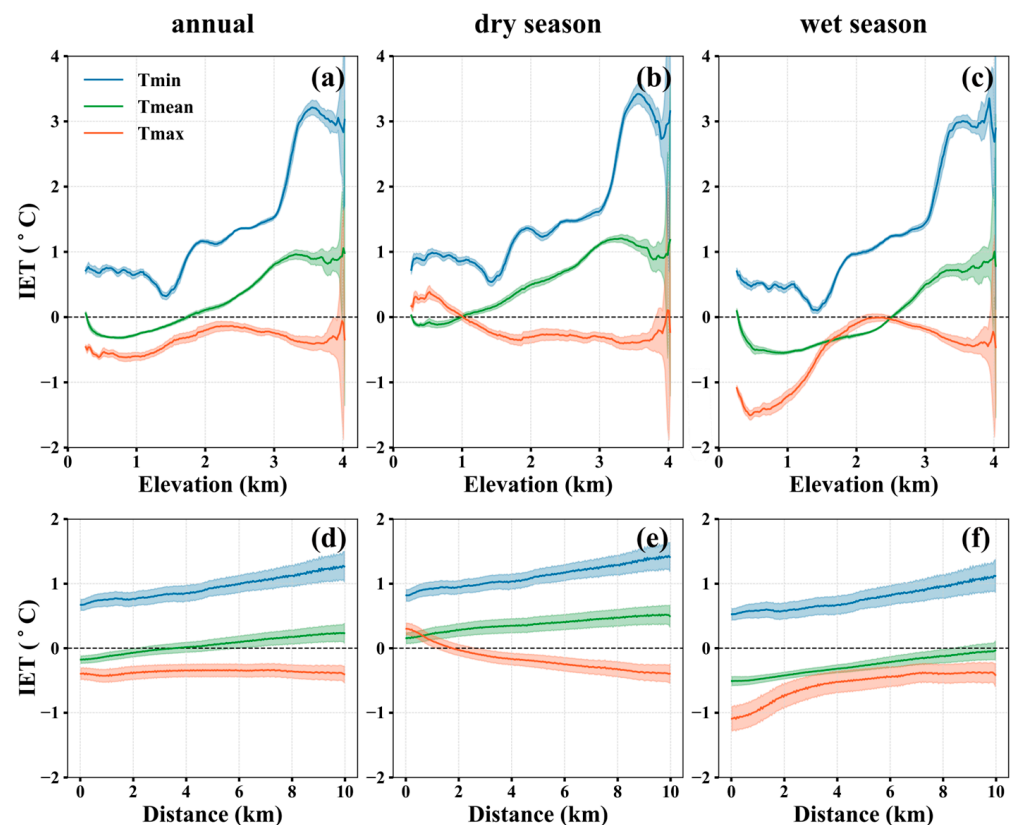 annual dry season wet season
(a) (b) (c)
Tmin
Tmean
Tmax
IET ( ° C)
4
3
2
1
0
−1
−2
0 1 2 3 4
0 1 2 3 4
0 1 2 3 4
Elevation (km) Elevation (km) Elevation (km)
(d) (e) (f)
IET ( ° C)
2
1
0
−1
−2
0 2 4 6 8 10
0 2 4 6 8 10
0 2 4 6 8 10
Distance (km) Distance (km) Distance (km)